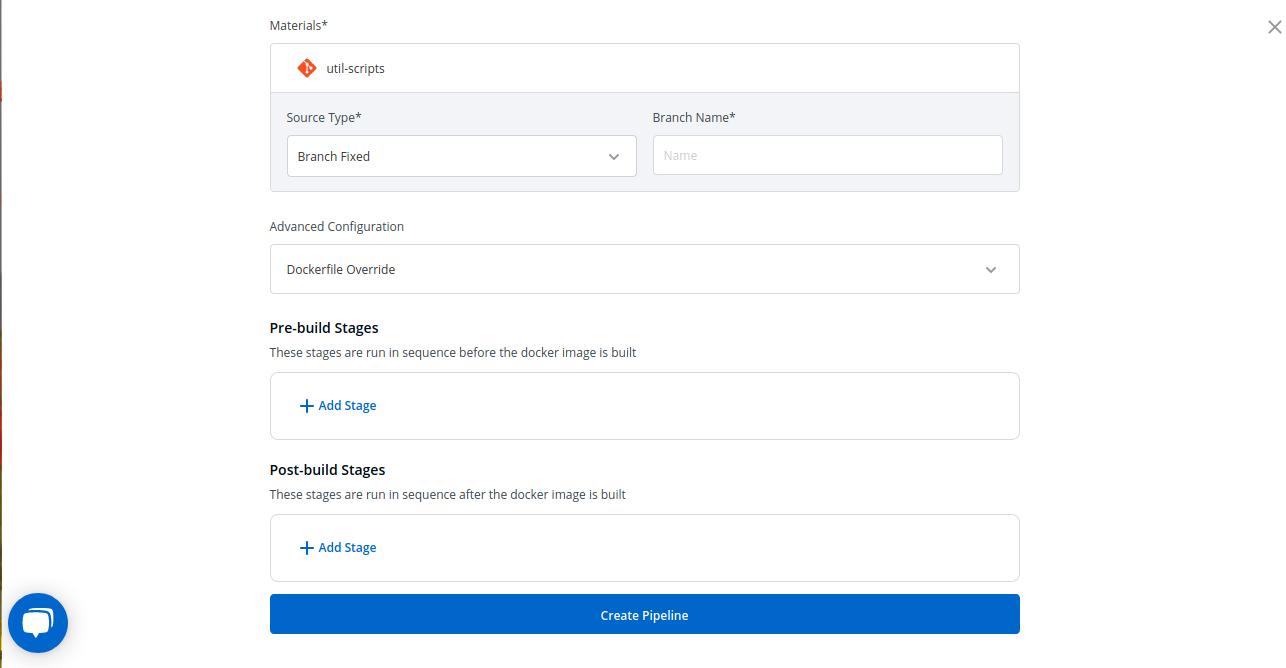 Materials*
util-scripts
Source Type*
Branch Name*
Branch Fixed
Name
Advanced Configuration
Dockerfile Override
Pre-build Stages
These stages are run in sequence before the docker image is built
Add Stage
Post-build Stages
These stages are run in sequence after the docker image is built
Add Stage
Create Pipeline